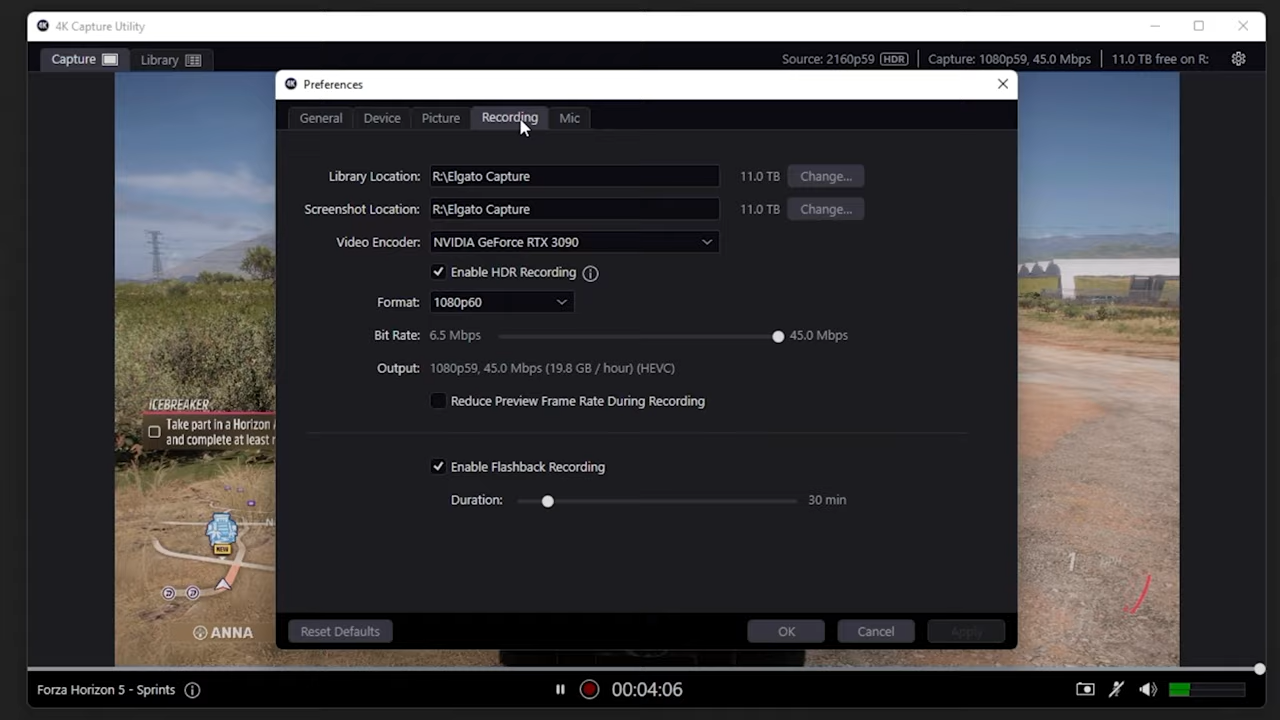 4K Capture Utility
Capture
Library
Source: 2160p59 HDR
Capture: 1080p59, 45.0 Mbps
11.0 TB free on R:
4K Preferences
General
Device
Picture
Recording
Mic
Library Location: R:\Elgato Capture 11.0 TB Change...
Screenshot Location: R:\Elgato Capture 11.0 TB Change...
Video Encoder: NVIDIA GeForce RTX 3090
Enable HDR Recording
Format: 1080p60
Bit Rate: 6.5 Mbps 45.0 Mbps
Output: 1080p59, 45.0 Mbps (19.8 GB / hour) (HEVC)
Reduce Preview Frame Rate During Recording
Enable Flashback Recording
Duration: 30 min
Reset Defaults
OK
Cancel
Apply
ICEBREAKER
Take part in a Horizon
and complete at least
N
MENU
ANNA
1
Forza Horizon 5 - Sprints
00:04:06